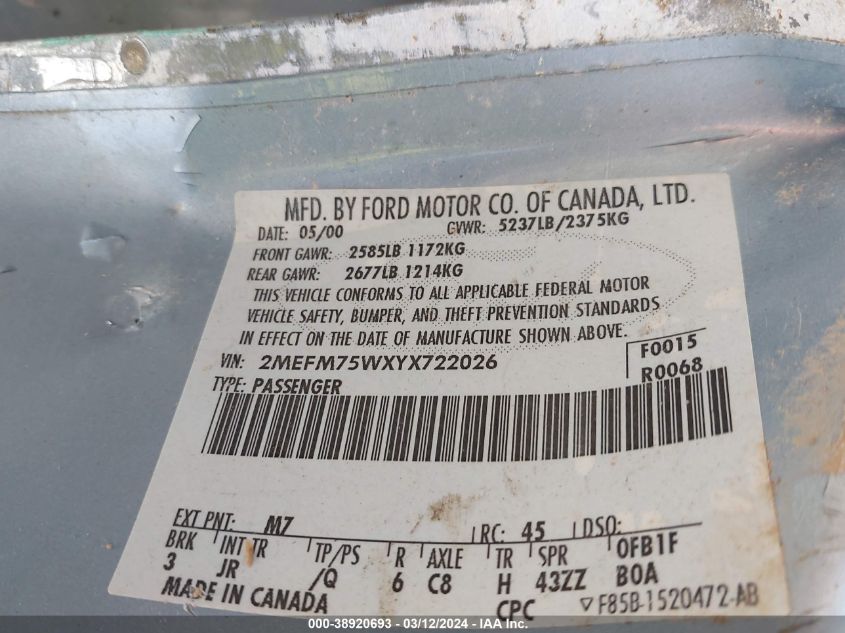 MFD. BY FORD MOTOR CO. OF CANADA, LTD.
DATE: 05/00 GVWR: 5237LB/2375KG
FRONT GAWR: 2585LB 1172KG
REAR GAWR: 2677LB 1214KG
THIS VEHICLE CONFORMS TO ALL APPLICABLE FEDERAL MOTOR
VEHICLE SAFETY, BUMPER, AND THEFT PREVENTION STANDARDS
IN EFFECT ON THE DATE OF MANUFACTURE SHOWN ABOVE.
VIN: 2MEFM75WXYX722026 F0015
TYPE: PASSENGER R0068
EXT PNT: M7 RC: 45 DSO:
BRK INT TR TP/PS R AXLE TR SPR OFB1F
3 JR /Q 6 C8 H 43ZZ BOA
MADE IN CANADA CPC ▽F85B-1520472-AB
000-38920693 - 03/12/2024 - IAA Inc.